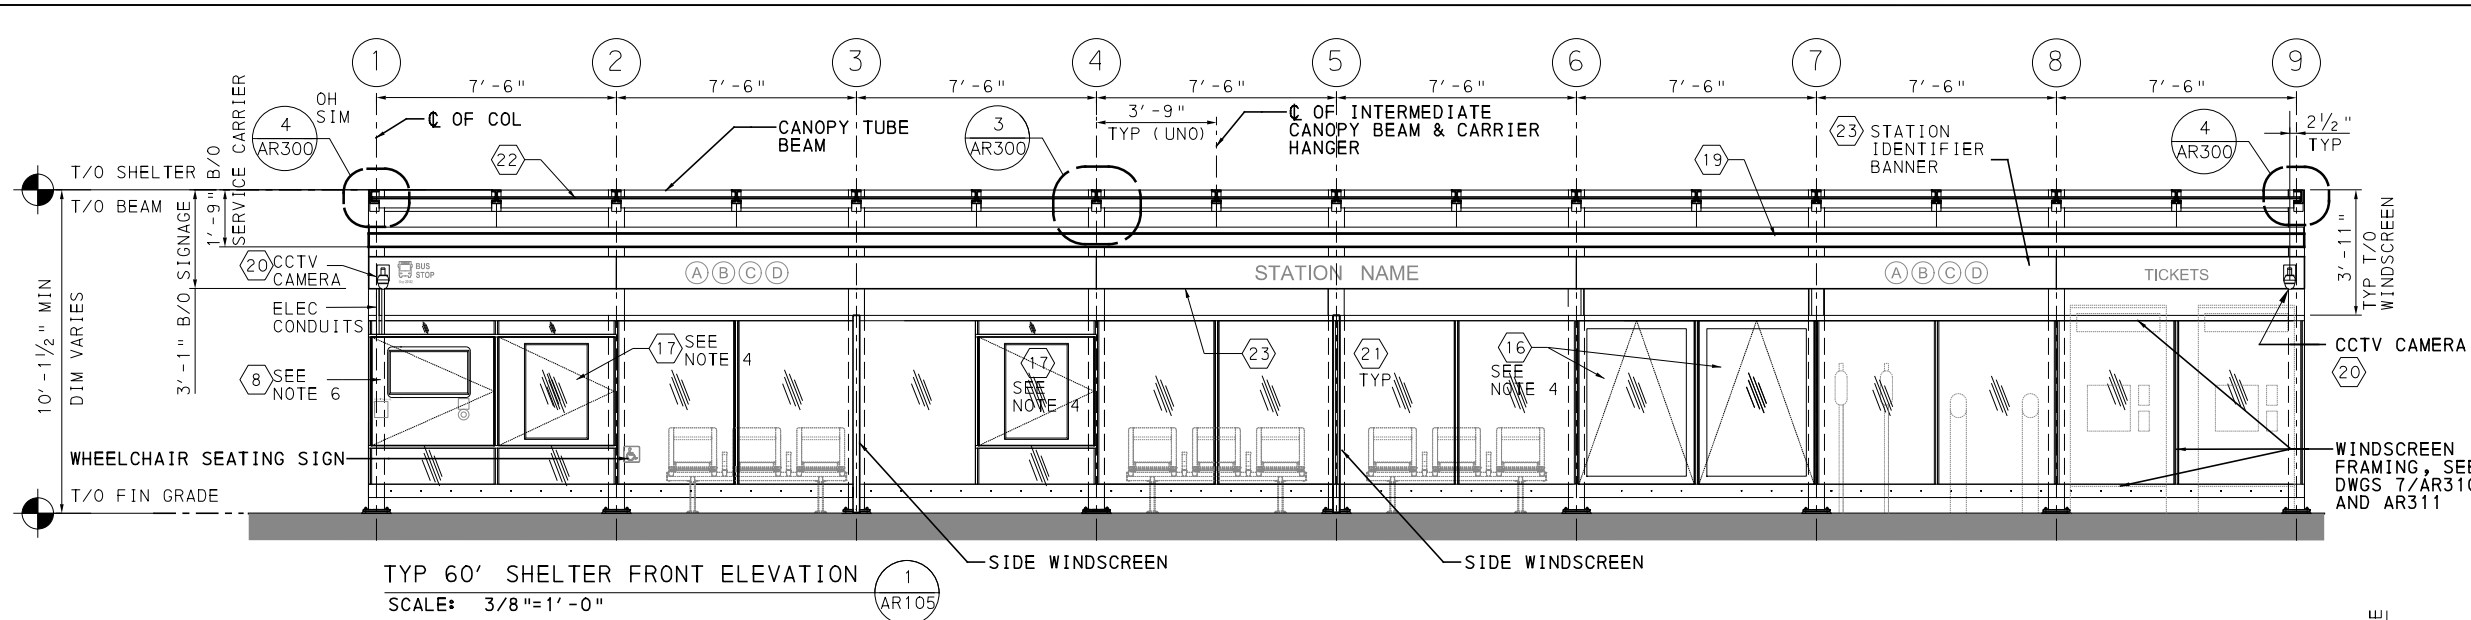 1 2 3 4 5 6 7 8 9
7'-6" 7'-6" 7'-6" 7'-6" 7'-6" 7'-6" 7'-6" 7'-6"
4
AR300
OH
SIM
℄ OF COL
22
CANOPY TUBE
BEAM
3
AR300
3'-9"
TYP (UNO)
℄ OF INTERMEDIATE
CANOPY BEAM & CARRIER
HANGER
19
23 STATION
IDENTIFIER
BANNER
4
AR300
2½"
TYP
T/O SHELTER
T/O BEAM
1'-9" B/O
SERVICE CARRIER
3'-1" B/O SIGNAGE
10'-1½" MIN
DIM VARIES
3'-11"
TYP T/O
WINDSCREEN
20 CCTV
CAMERA
BUS
STOP
A B C D
STATION NAME
A B C D
TICKETS
ELEC
CONDUITS
8 SEE
NOTE 6
17 SEE
NOTE 4
17
SEE
NOTE 4
23
21
TYP
16
SEE
NOTE 4
CCTV CAMERA
20
WHEELCHAIR SEATING SIGN
WINDSCREEN
FRAMING, SEE
DWGS 7/AR310
AND AR311
T/O FIN GRADE
SIDE WINDSCREEN
SIDE WINDSCREEN
TYP 60' SHELTER FRONT ELEVATION
SCALE: 3/8"=1'-0"
1
AR105
E